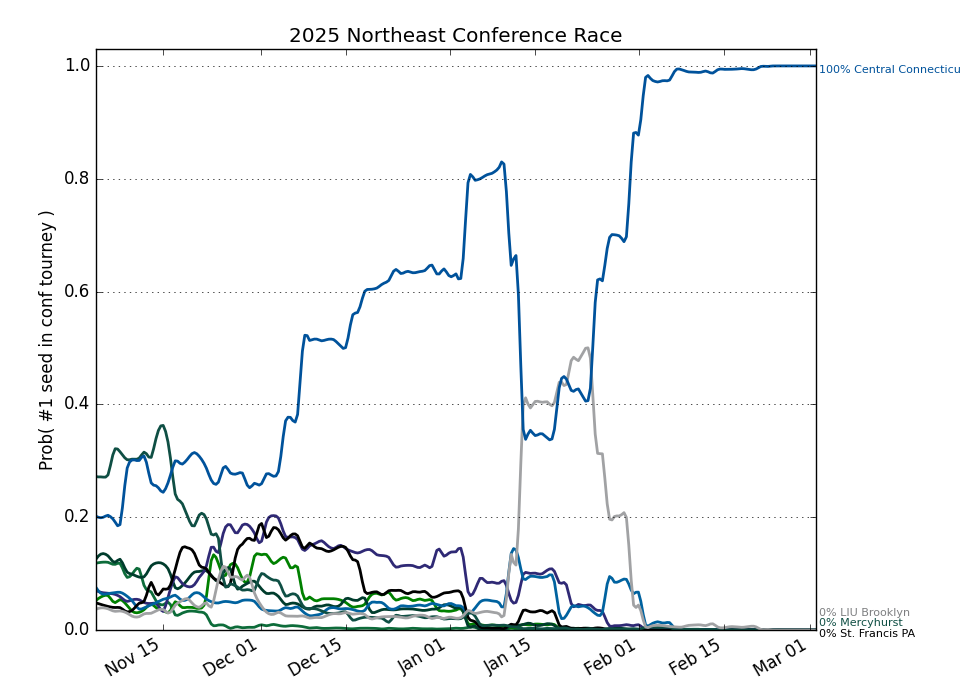 2025 Northeast Conference Race
Prob( #1 seed in conf tourney )
1.0
0.8
0.6
0.4
0.2
0.0
Nov 15
Dec 01
Dec 15
Jan 01
Jan 15
Feb 01
Feb 15
Mar 01
100% Central Connecticu
0% LIU Brooklyn
0% Mercyhurst
0% St. Francis PA